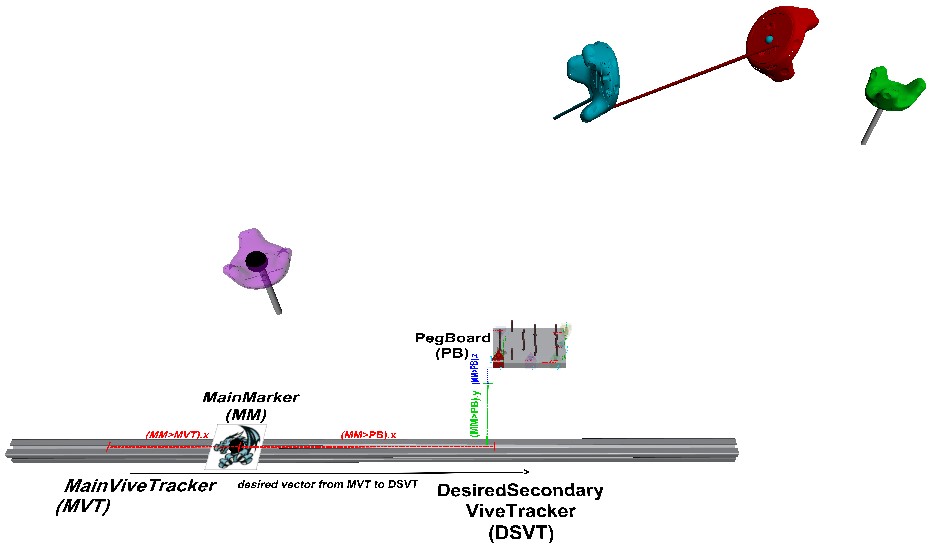 PegBoard
(PB)
(MM>PB).z
(MM>PB).y
MainMarker
(MM)
(MM>MVT).x
(MM>PB).x
MainViveTracker
(MVT)
desired vector from MVT to DSVT
DesiredSecondary
ViveTracker
(DSVT)